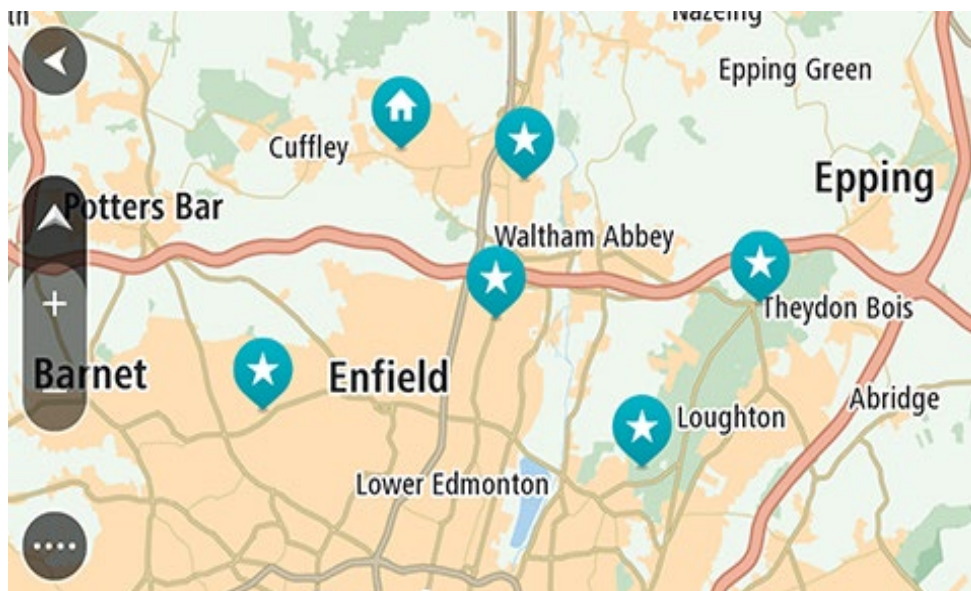 Nazeing
Epping Green
Cuffley
Epping
Potters Bar
Waltham Abbey
Theydon Bois
Barnet
Enfield
Abridge
Loughton
Lower Edmonton